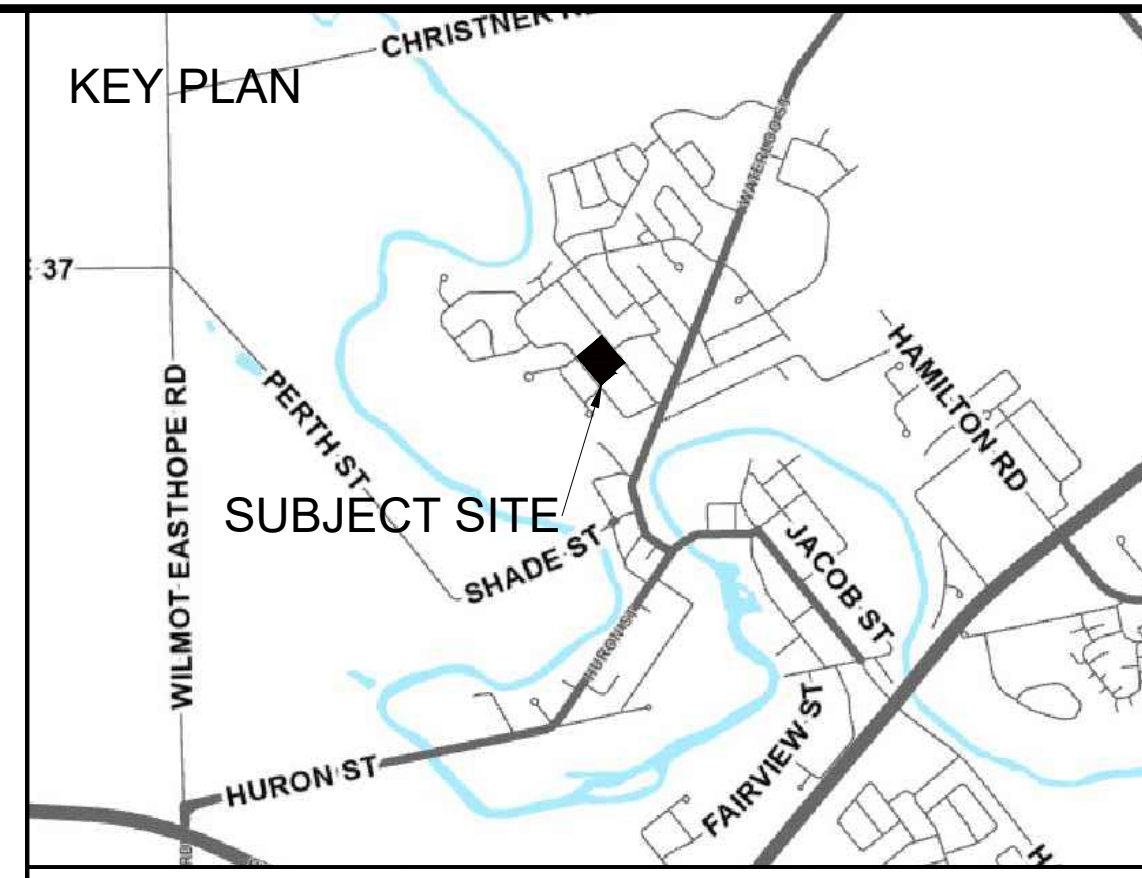 CHRISTNER
KEY PLAN
WATERLOO ST
37
HAMILTON RD
PERTH ST
WILMOT-EASTHOPE RD
SUBJECT SITE
SHADE ST
JACOB ST
HURON ST
FAIRVIEW ST
HURON ST
RD
H